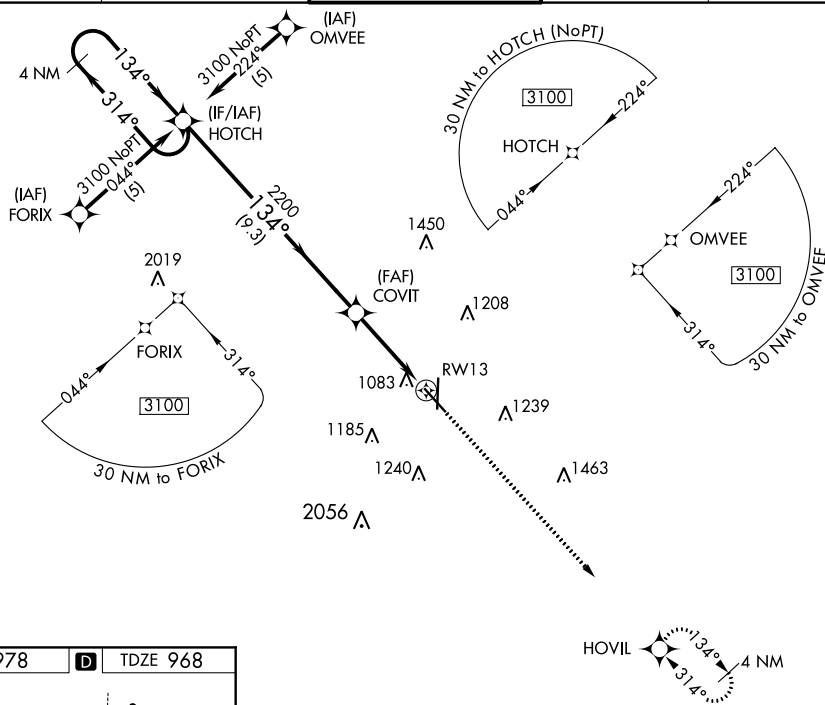 (IAF)
OMVEE
3100 NoPT
224°
(5)
4 NM
134°
314°
(IF/IAF)
HOTCH
3100 NoPT
044°
(5)
(IAF)
FORIX
2200
134°
(9.3)
30 NM to HOTCH (NoPT)
3100
224°
HOTCH
044°
224°
OMVEE
3100
314°
30 NM to OMVEE
1450
2019
(FAF)
COVIT
1208
FORIX
044°
314°
3100
30 NM to FORIX
RW13
1083
1239
1185
1240
1463
2056
HOVIL
134°
314°
4 NM
978
D
TDZE 968